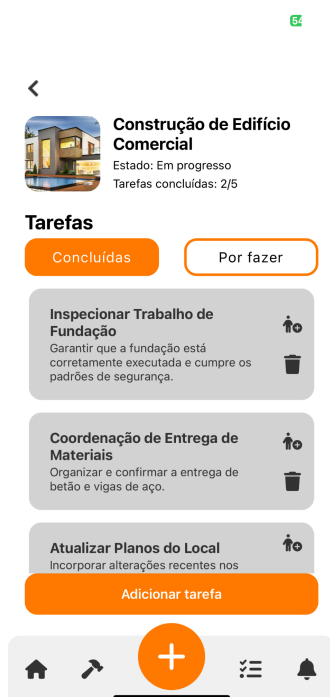 54
Construção de Edifício
Comercial
Estado: Em progresso
Tarefas concluídas: 2/5
Tarefas
Concluídas
Por fazer
Inspecionar Trabalho de
Fundação
Garantir que a fundação está
corretamente executada e cumpre os
padrões de segurança.
Coordenação de Entrega de
Materiais
Organizar e confirmar a entrega de
betão e vigas de aço.
Atualizar Planos do Local
Incorporar alterações recentes nos
Adicionar tarefa